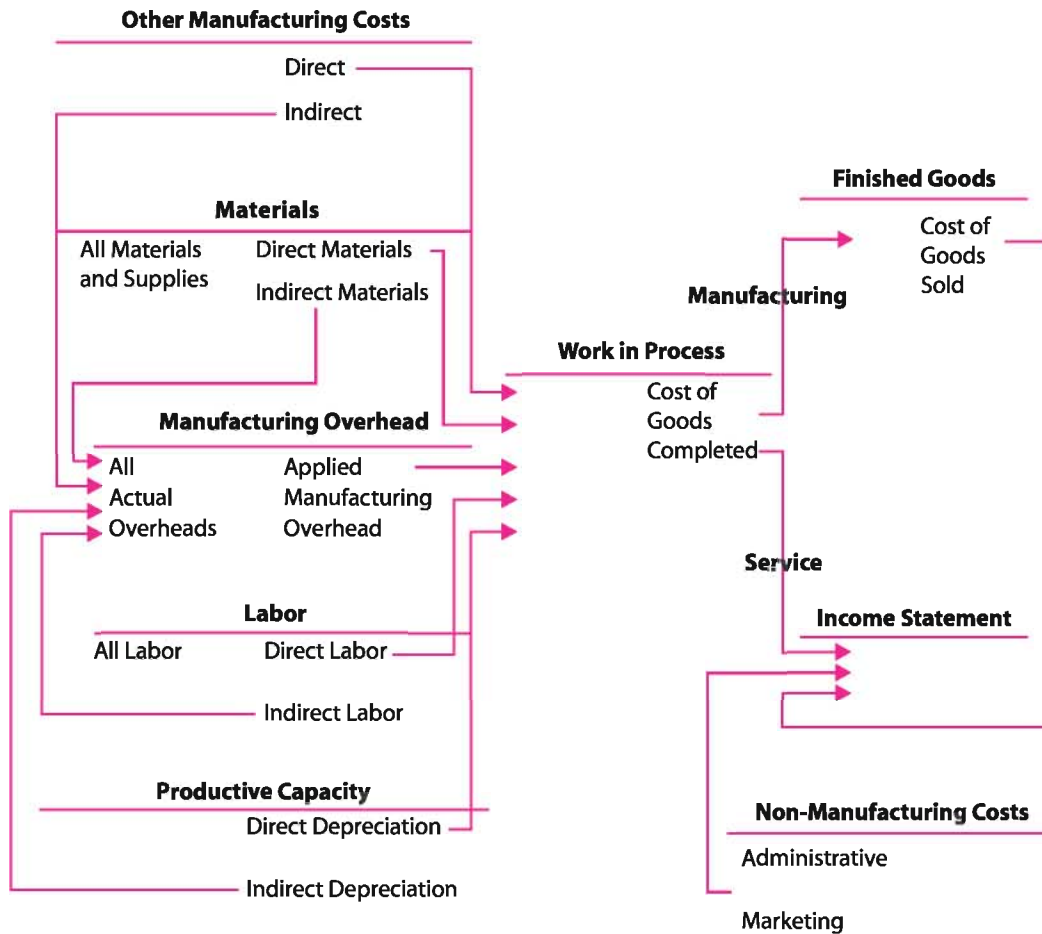 Other Manufacturing Costs
Direct
Indirect
Materials
All Materials
and Supplies
Direct Materials
Indirect Materials
Manufacturing Overhead
All
Actual
Overheads
Applied
Manufacturing
Overhead
Labor
All Labor
Direct Labor
Indirect Labor
Productive Capacity
Direct Depreciation
Indirect Depreciation
Work in Process
Cost of
Goods
Completed
Manufacturing
Service
Finished Goods
Cost of
Goods
Sold
Income Statement
Non-Manufacturing Costs
Administrative
Marketing